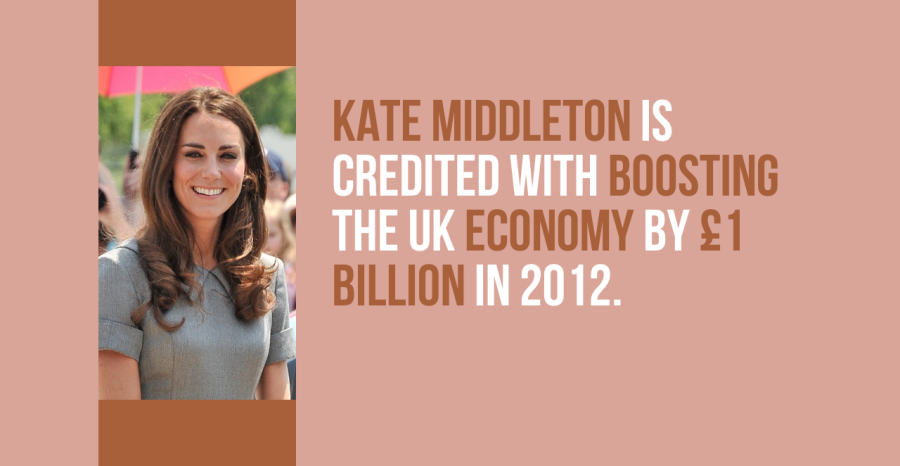 KATE MIDDLETON IS
CREDITED WITH BOOSTING
THE UK ECONOMY BY £1
BILLION IN 2012.